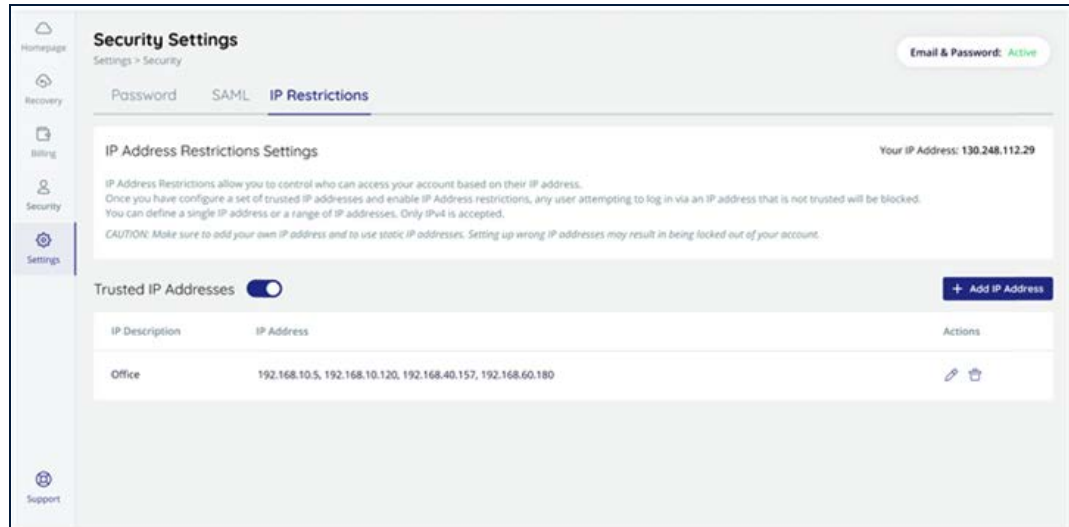 Homepage
Recovery
Billing
Security
Settings
Support
Security Settings
Settings > Security
Email & Password: Active
Password SAML IP Restrictions
IP Address Restrictions Settings
Your IP Address: 130.248.112.29
IP Address Restrictions allow you to control who can access your account based on their IP address.
Once you have configure a set of trusted IP addresses and enable IP Address restrictions, any user attempting to log in via an IP address that is not trusted will be blocked.
You can define a single IP address or a range of IP addresses. Only IPv4 is accepted.
CAUTION: Make sure to add your own IP address and to use static IP addresses. Setting up wrong IP addresses may result in being locked out of your account.
Trusted IP Addresses
+ Add IP Address
IP Description IP Address Actions
Office 192.168.10.5, 192.168.10.120, 192.168.40.157, 192.168.60.180